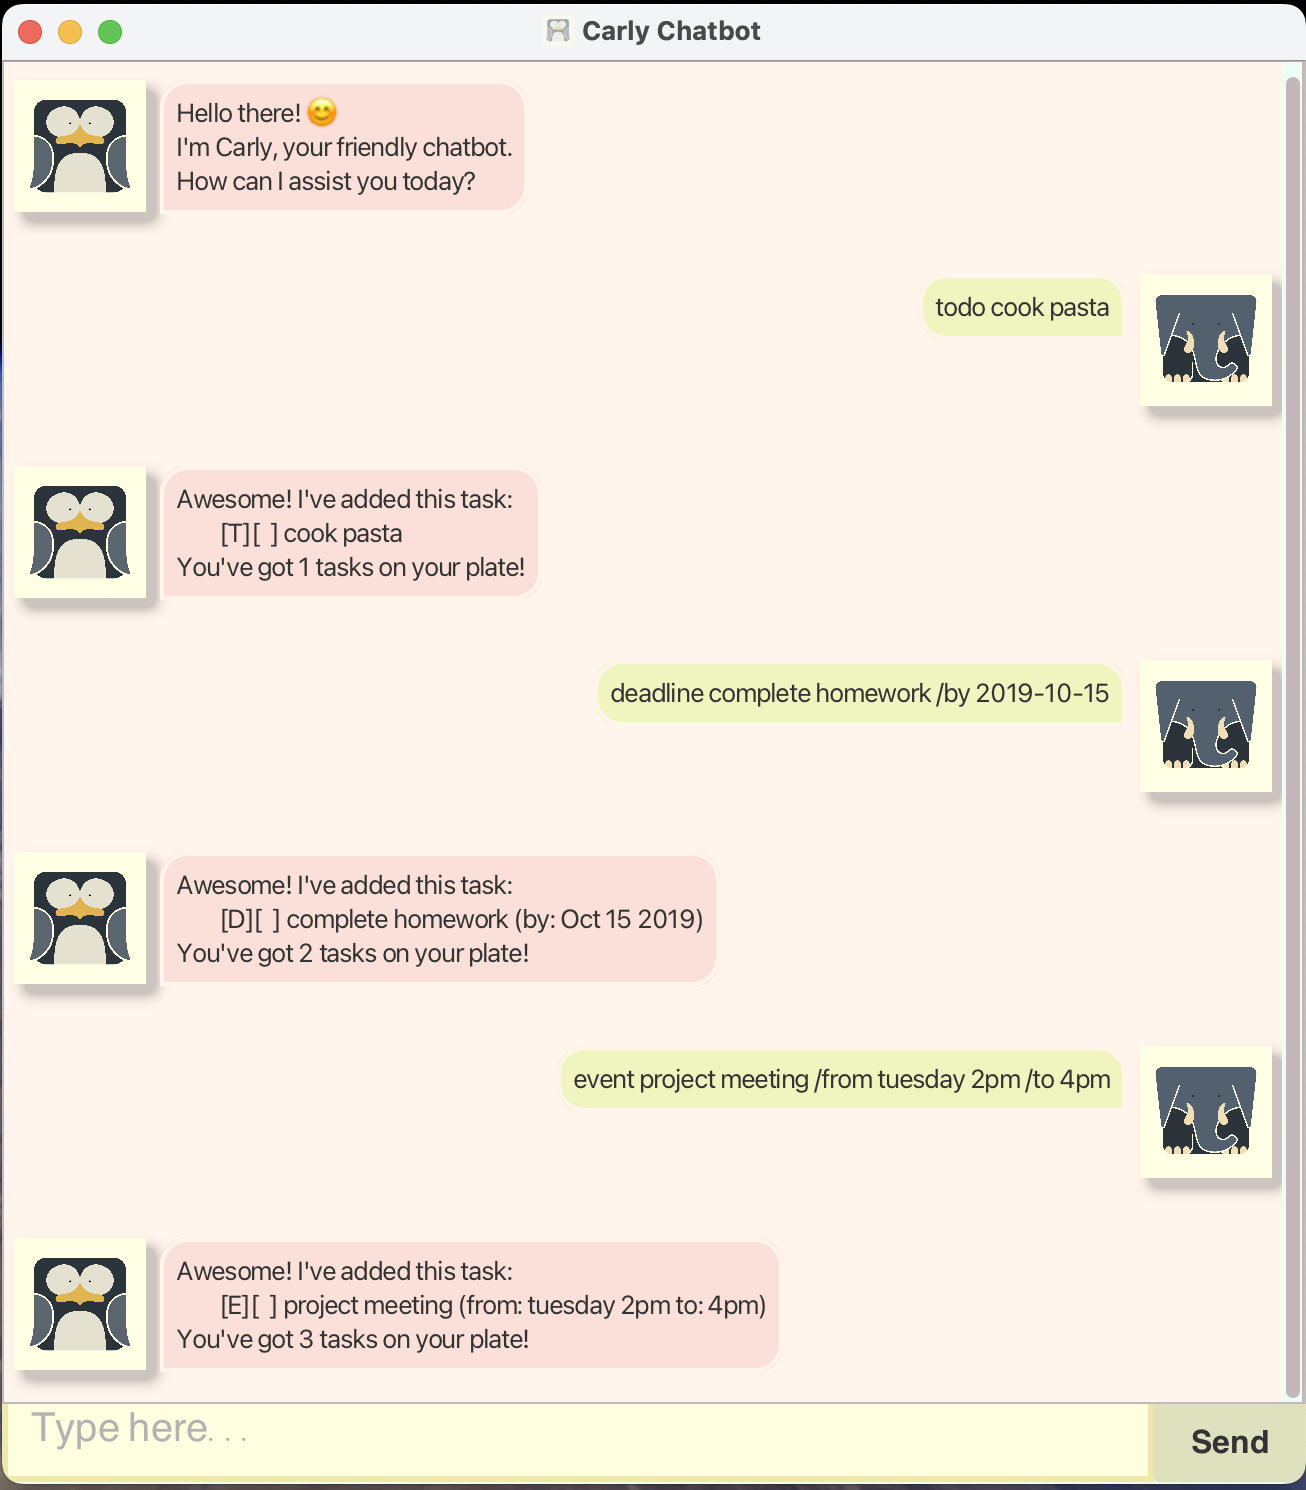 Carly Chatbot
Hello there! 😊
I'm Carly, your friendly chatbot.
How can I assist you today?
todo cook pasta
Awesome! I've added this task:
[T][ ] cook pasta
You've got 1 tasks on your plate!
deadline complete homework /by 2019-10-15
Awesome! I've added this task:
[D][ ] complete homework (by: Oct 15 2019)
You've got 2 tasks on your plate!
event project meeting /from tuesday 2pm /to 4pm
Awesome! I've added this task:
[E][ ] project meeting (from: tuesday 2pm to: 4pm)
You've got 3 tasks on your plate!
Type here. . .
Send